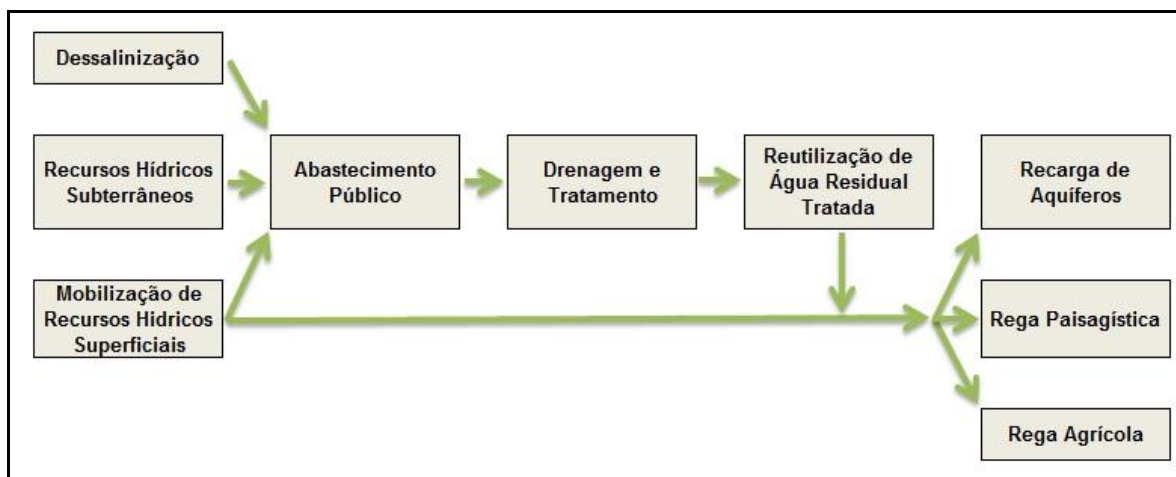 Dessalinização
Recursos Hídricos
Subterrâneos
Abastecimento
Público
Drenagem e
Tratamento
Reutilização de
Água Residual
Tratada
Recarga de
Aquíferos
Mobilização de
Recursos Hidricos
Superficiais
Rega Paisagística
Rega Agrícola